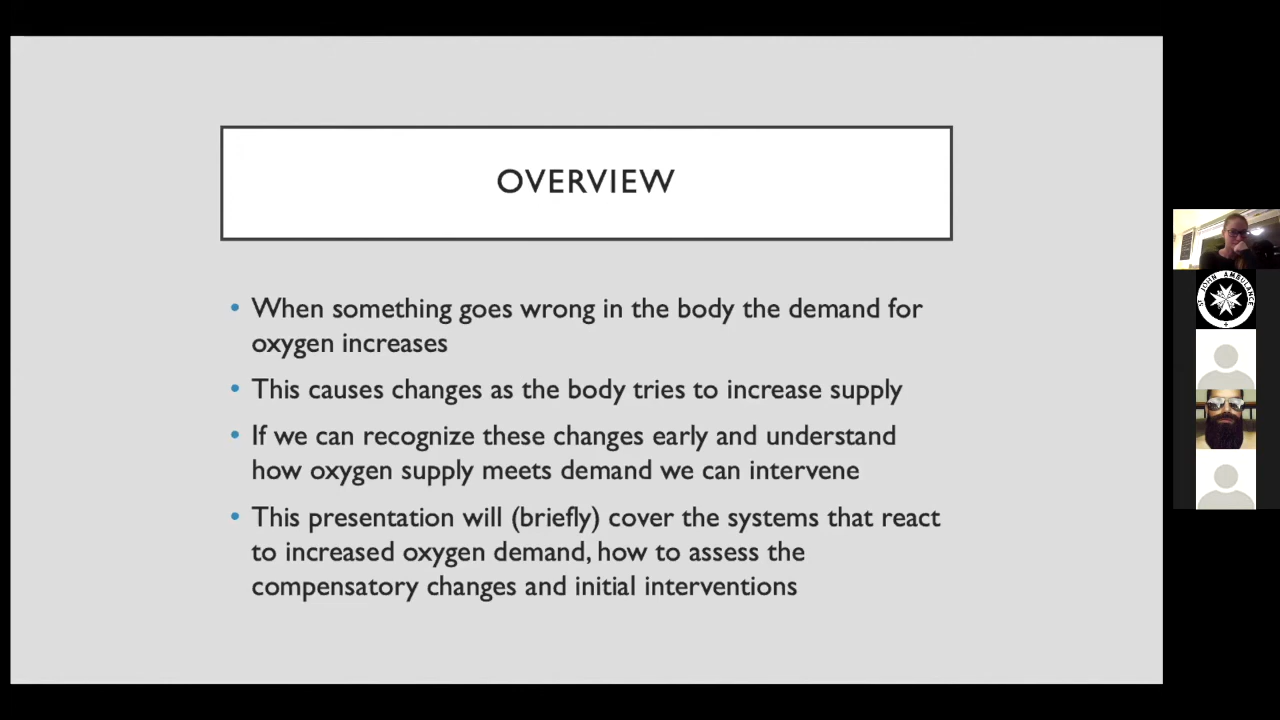 OVERVIEW
• When something goes wrong in the body the demand for
oxygen increases
• This causes changes as the body tries to increase supply
• If we can recognize these changes early and understand
how oxygen supply meets demand we can intervene
• This presentation will (briefly) cover the systems that react
to increased oxygen demand, how to assess the
compensatory changes and initial interventions
ST JOHN AMBULANCE